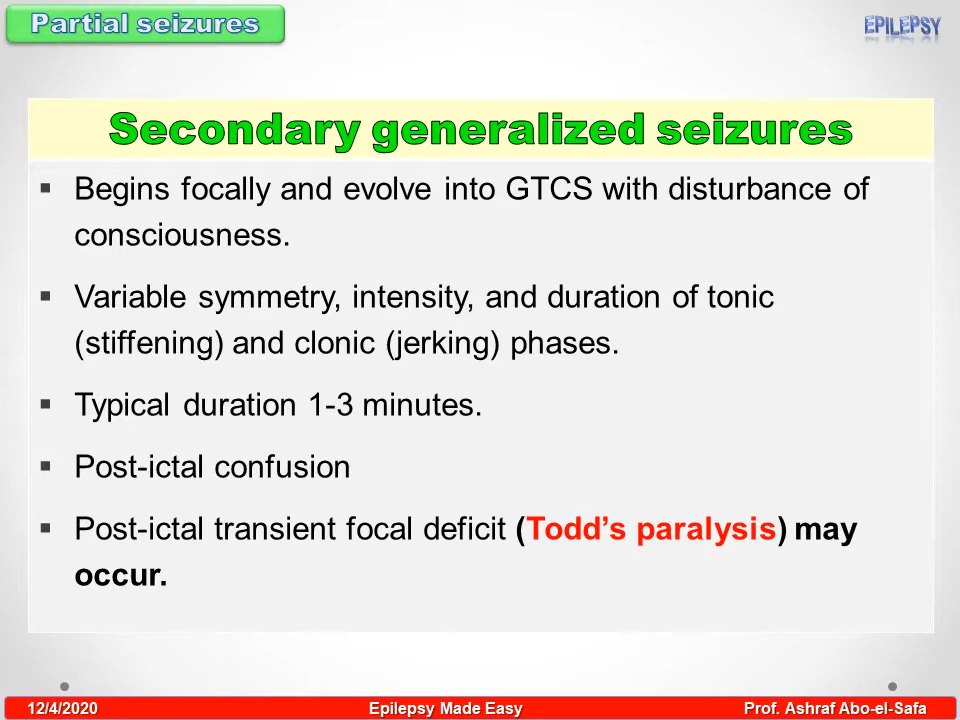 Partial seizures
EPILEPSY
Secondary generalized seizures
▪ Begins focally and evolve into GTCS with disturbance of
consciousness.
▪ Variable symmetry, intensity, and duration of tonic
(stiffening) and clonic (jerking) phases.
▪ Typical duration 1-3 minutes.
▪ Post-ictal confusion
▪ Post-ictal transient focal deficit (Todd’s paralysis) may
occur.
12/4/2020
Epilepsy Made Easy
Prof. Ashraf Abo-el-Safa